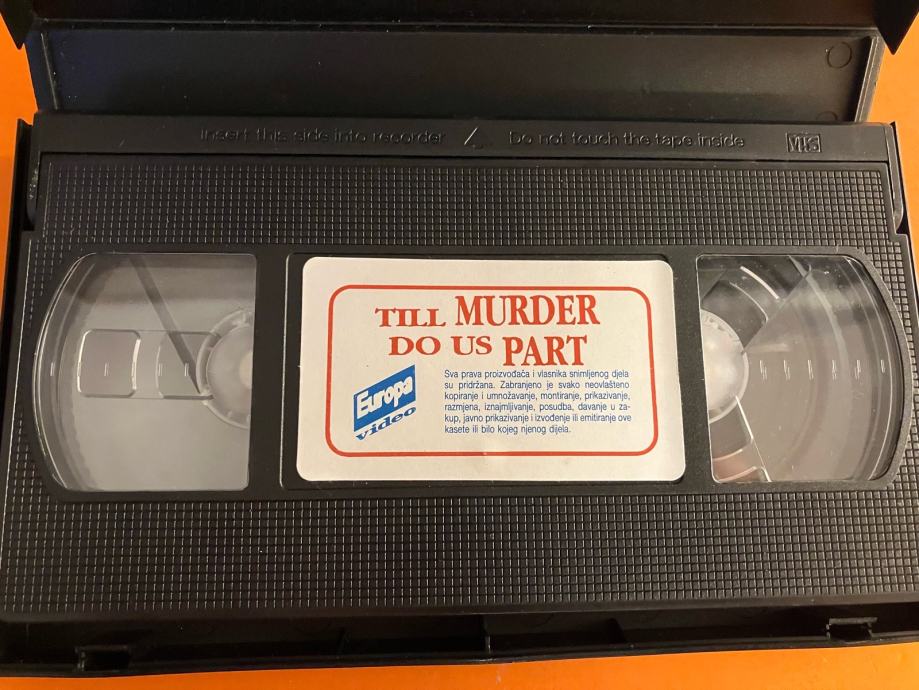 Insert this side into recorder △ Do not touch the tape inside VHS
TILL MURDER
DO US PART
Europa
video
Sva prava proizvođača i vlasnika snimljenog djela
su pridržana. Zabranjeno je svako neovlašteno
kopiranje i umnožavanje, montiranje, prikazivanje,
razmjena, iznajmljivanje, posudba, davanje u za-
kup, javno prikazivanje i izvođenje ili emitiranje ove
kasete ili bilo kojeg njenog dijela.